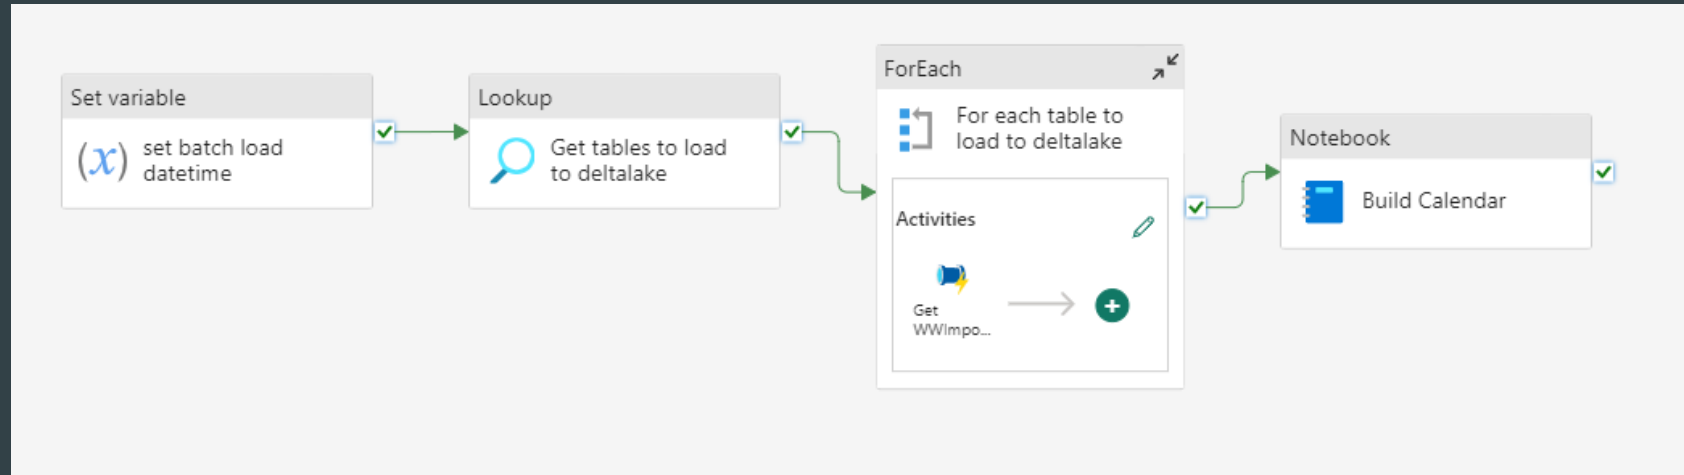 Set variable
(x)
set batch load
datetime
Lookup
Get tables to load
to deltalake
ForEach
For each table to
load to deltalake
Activities
Get
WWImpo...
Notebook
Build Calendar